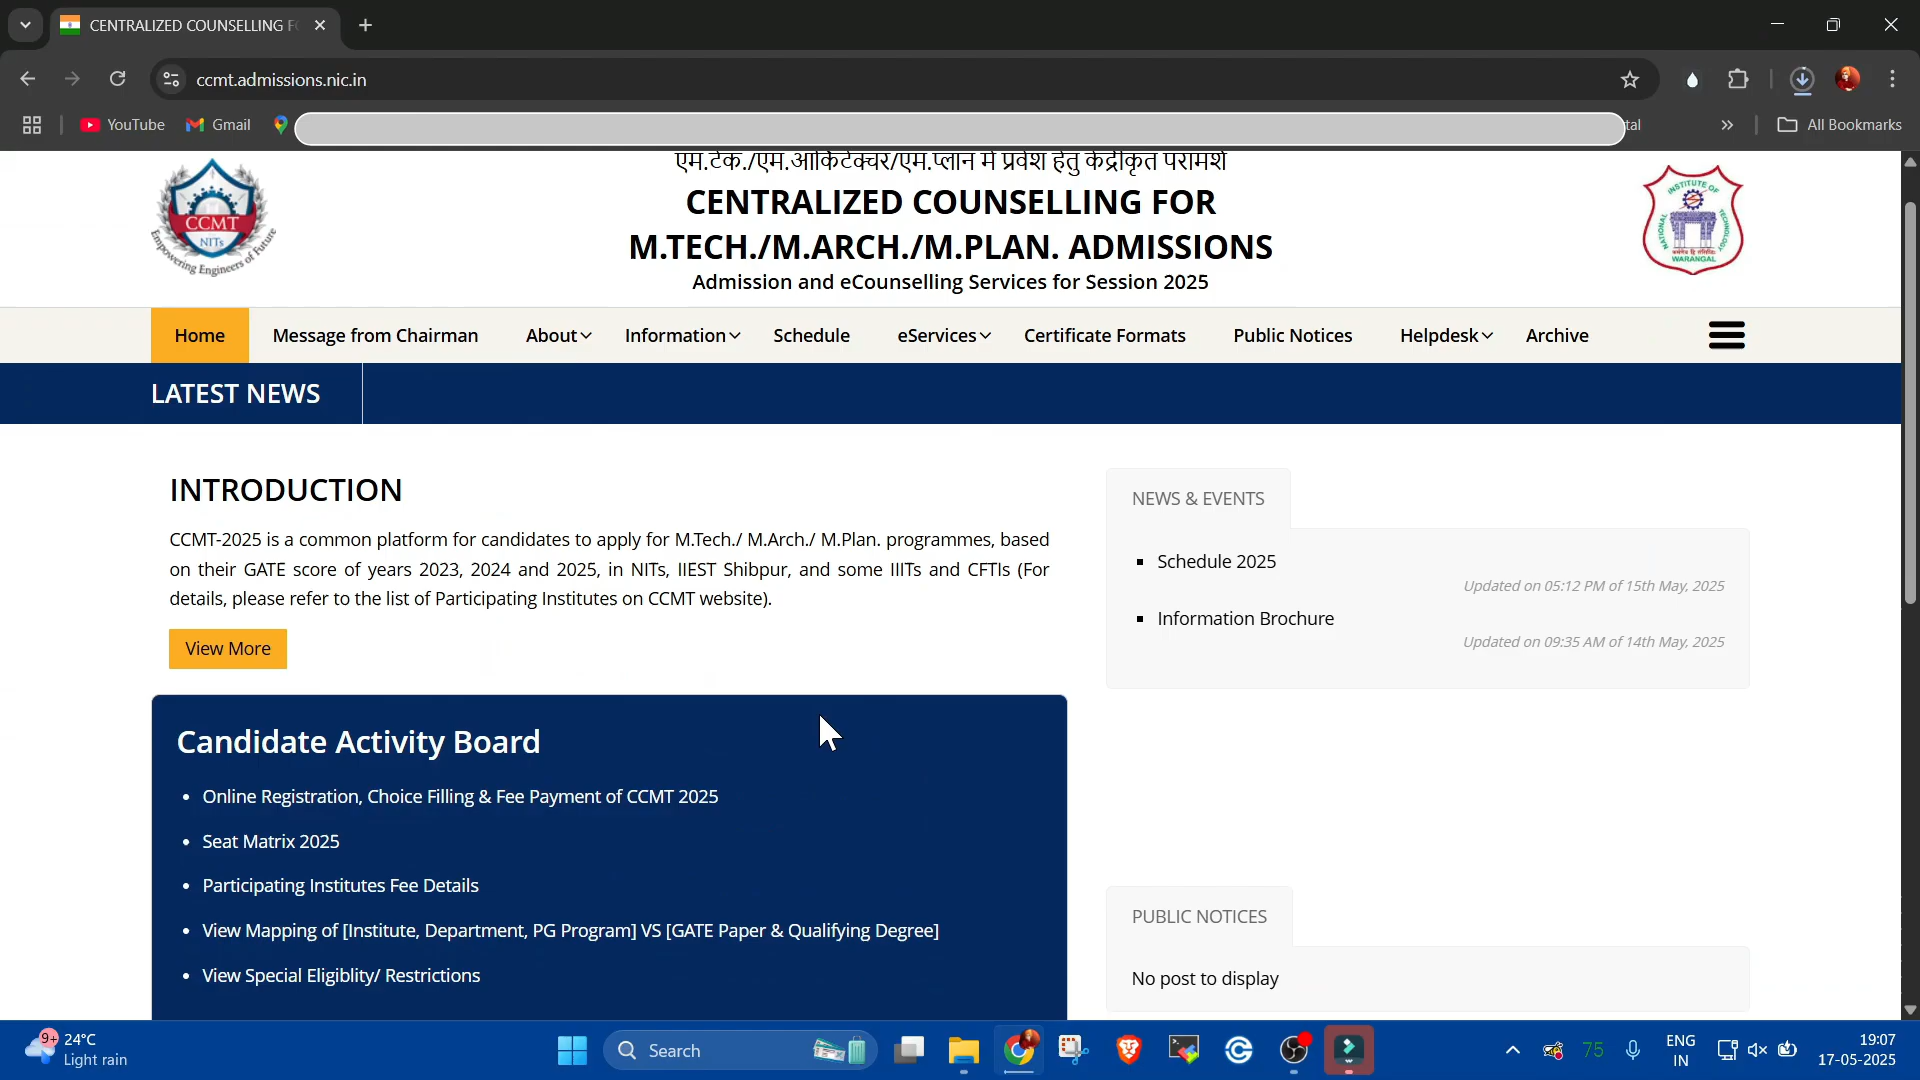 CENTRALIZED COUNSELLING F
ccmt.admissions.nic.in
YouTube
Gmail
tal
All Bookmarks
एम.टेक./एम.आर्किटेक्चर/एम.प्लान में प्रवेश हेतु केंद्रीकृत परामर्श
CENTRALIZED COUNSELLING FOR
M.TECH./M.ARCH./M.PLAN. ADMISSIONS
Admission and eCounselling Services for Session 2025
CCMT
NITs
Empowering Engineers of Future
NATIONAL INSTITUTE OF TECHNOLOGY
WARANGAL
Home
Message from Chairman
About
Information
Schedule
eServices
Certificate Formats
Public Notices
Helpdesk
Archive
LATEST NEWS
INTRODUCTION
CCMT-2025 is a common platform for candidates to apply for M.Tech./ M.Arch./ M.Plan. programmes, based
on their GATE score of years 2023, 2024 and 2025, in NITs, IIEST Shibpur, and some IIITs and CFTIs (For
details, please refer to the list of Participating Institutes on CCMT website).
View More
NEWS & EVENTS
Schedule 2025
Updated on 05:12 PM of 15th May, 2025
Information Brochure
Updated on 09:35 AM of 14th May, 2025
Candidate Activity Board
Online Registration, Choice Filling & Fee Payment of CCMT 2025
Seat Matrix 2025
Participating Institutes Fee Details
View Mapping of [Institute, Department, PG Program] VS [GATE Paper & Qualifying Degree]
View Special Eligiblity/ Restrictions
PUBLIC NOTICES
No post to display
9+
24°C
Light rain
Search
75
ENG
IN
19:07
17-05-2025